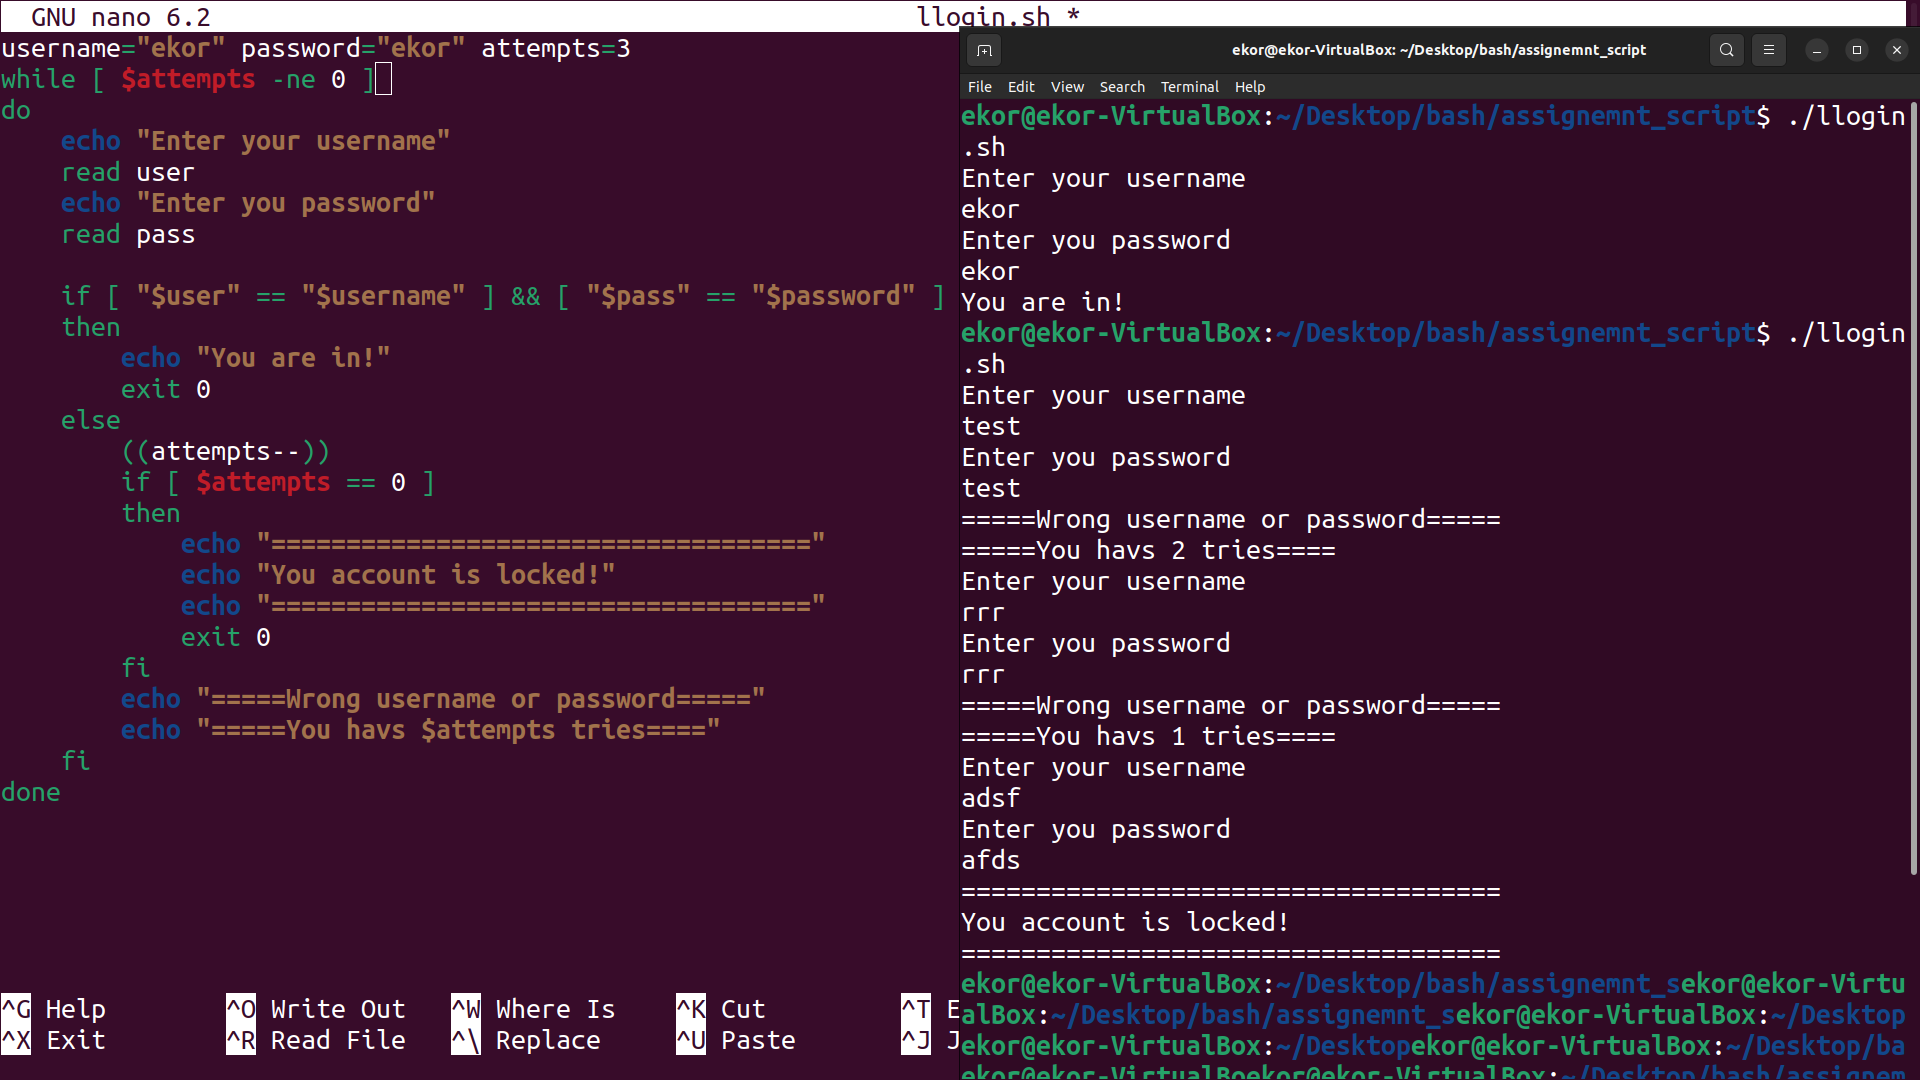 GNU nano 6.2 llogin.sh *
username="ekor" password="ekor" attempts=3
while [ $attempts -ne 0 ]
do
    echo "Enter your username"
    read user
    echo "Enter you password"
    read pass
    if [ "$user" == "$username" ] && [ "$pass" == "$password" ]
    then
        echo "You are in!"
        exit 0
    else
        ((attempts--))
        if [ $attempts == 0 ]
        then
            echo "===================================="
            echo "You account is locked!"
            echo "===================================="
            exit 0
        fi
        echo "=====Wrong username or password====="
        echo "=====You havs $attempts tries===="
    fi
done
^G Help ^O Write Out ^W Where Is ^K Cut ^T E
^X Exit ^R Read File ^\ Replace ^U Paste ^J J
ekor@ekor-VirtualBox: ~/Desktop/bash/assignemnt_script
File Edit View Search Terminal Help
ekor@ekor-VirtualBox:~/Desktop/bash/assignemnt_script$ ./llogin
.sh
Enter your username
ekor
Enter you password
ekor
You are in!
ekor@ekor-VirtualBox:~/Desktop/bash/assignemnt_script$ ./llogin
.sh
Enter your username
test
Enter you password
test
=====Wrong username or password=====
=====You havs 2 tries====
Enter your username
rrr
Enter you password
rrr
=====Wrong username or password=====
=====You havs 1 tries====
Enter your username
adsf
Enter you password
afds
====================================
You account is locked!
====================================
ekor@ekor-VirtualBox:~/Desktop/bash/assignemnt_sekor@ekor-Virtu
alBox:~/Desktop/bash/assignemnt_sekor@ekor-VirtualBox:~/Desktop
ekor@ekor-VirtualBox:~/Desktopekor@ekor-VirtualBox:~/Desktop/ba
ekor@ekor-VirtualBoekor@ekor-VirtualBox:~/Desktop/bash/assignem